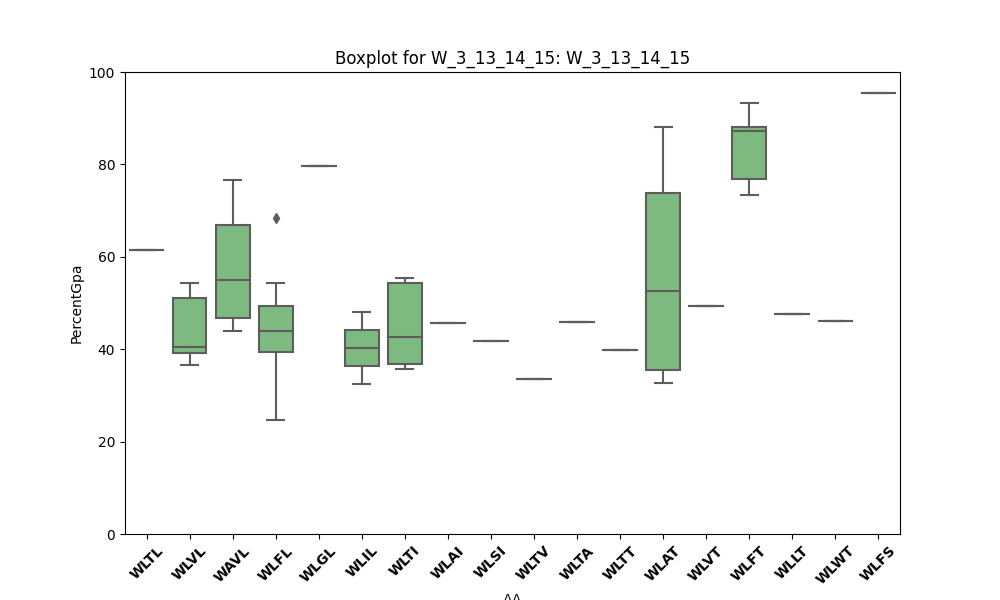 Boxplot for W_3_13_14_15: W_3_13_14_15
100
80
60
40
20
0
PercentGpa
WLTL WLVL WAVL WLFL WLGL WLIL WLTI WLAI WLSI WLTV WLTA WLTT WLAT WLVT WLFT WLLT WLWT WLFS
AA